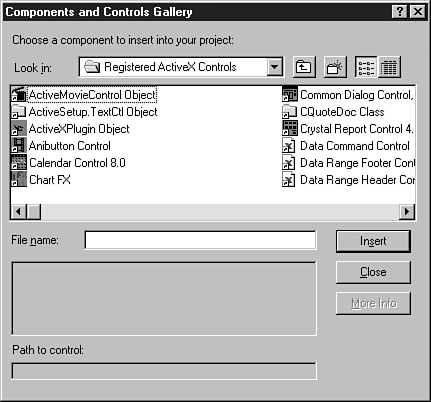 Components and Controls Gallery
Choose a component to insert into your project:
Look in: Registered ActiveX Controls
ActiveMovieControl Object
ActiveSetup.TextCtl Object
ActiveXPlugin Object
Anibutton Control
Calendar Control 8.0
Chart FX
Common Dialog Control,
CQuoteDoc Class
Crystal Report Control 4.
Data Command Control
Data Range Footer Con
Data Range Header Cor
File name:
Insert
Close
More Info
Path to control: